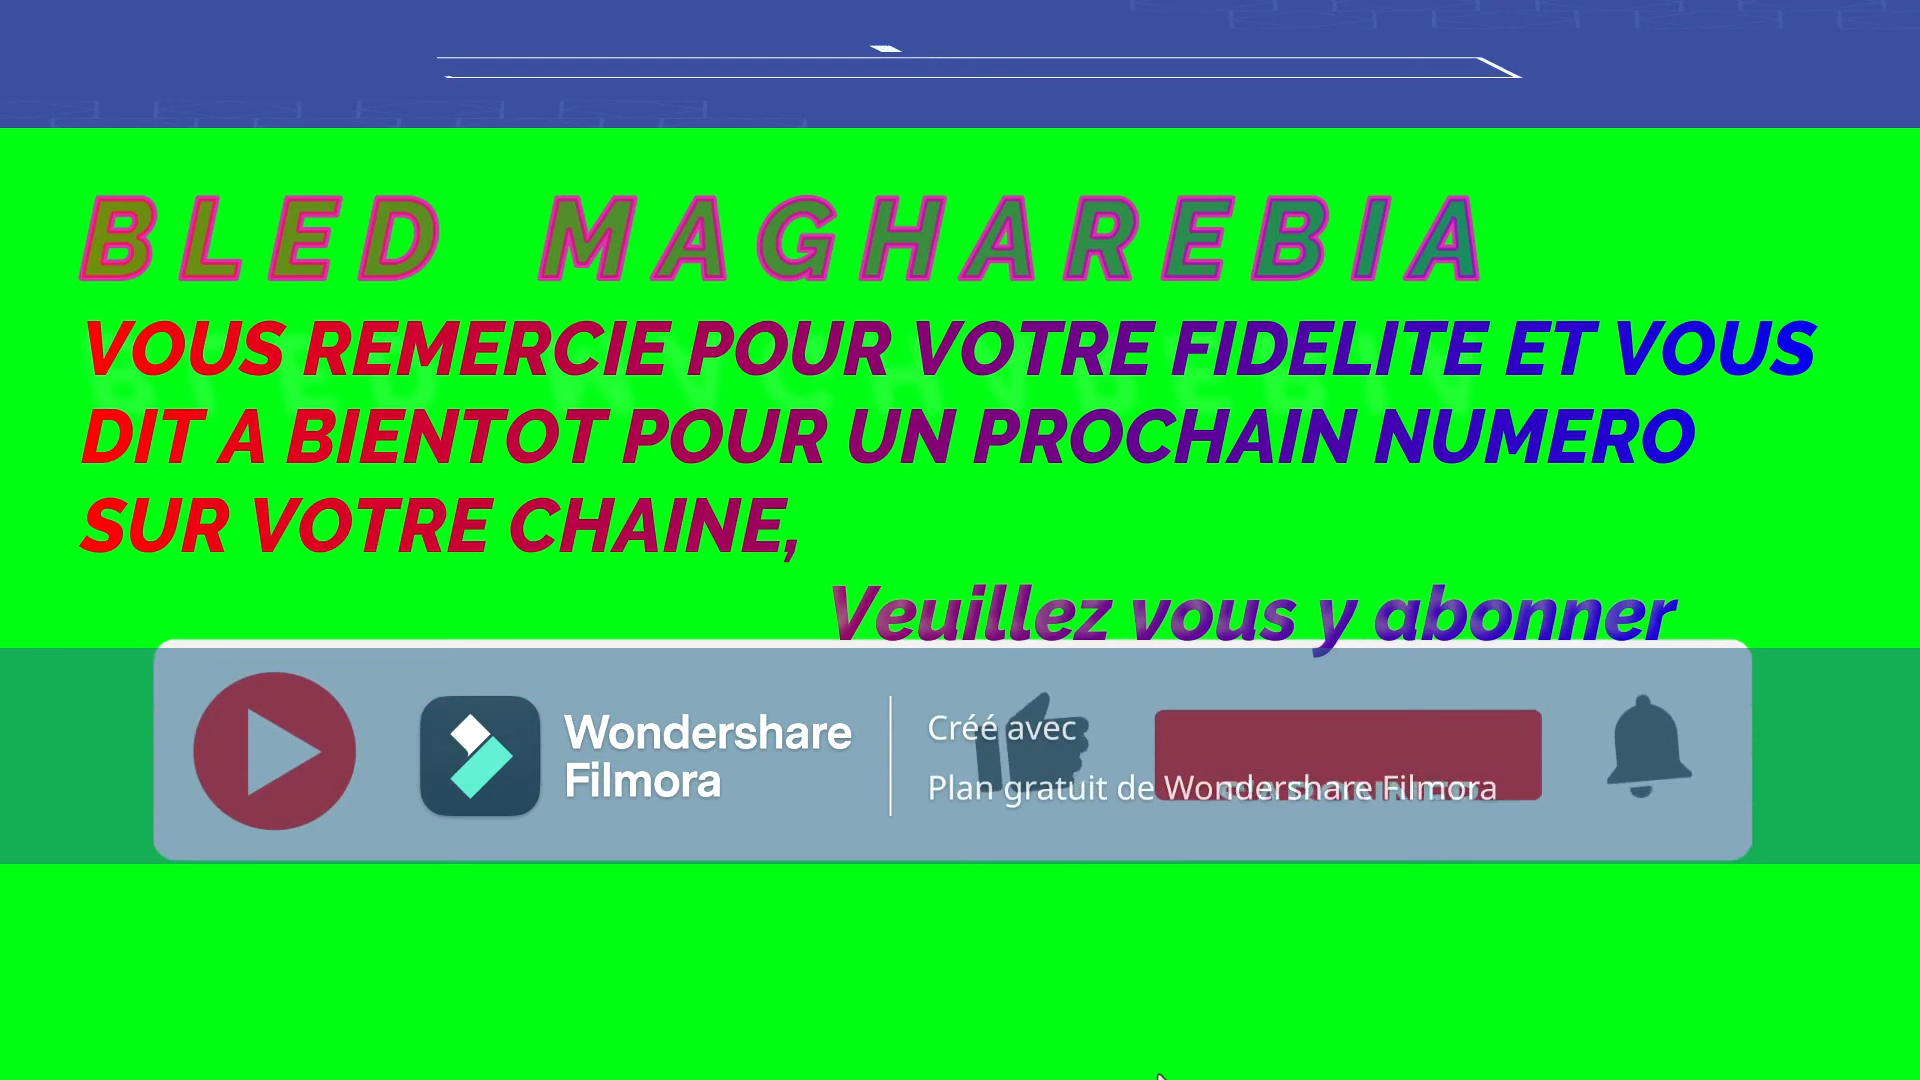 BLED MAGHAREBIA
VOUS REMERCIE POUR VOTRE FIDELITE ET VOUS
DIT A BIENTOT POUR UN PROCHAIN NUMERO
SUR VOTRE CHAINE,
Veuillez vous y abonner
Wondershare
Filmora
Créé avec
Plan gratuit de Wondershare Filmora